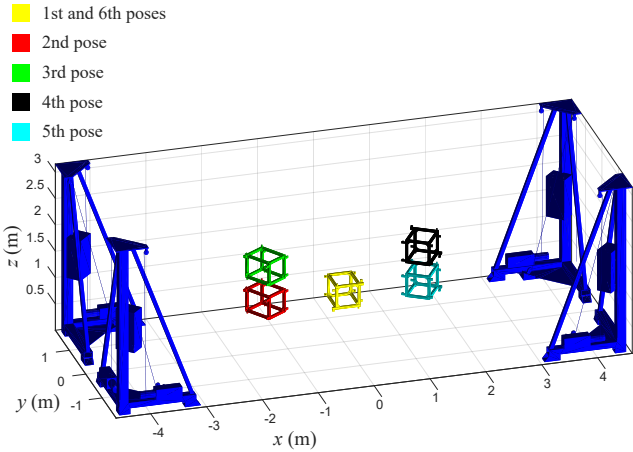 1st and 6th poses
2nd pose
3rd pose
4th pose
5th pose
3
2.5
2
1.5
1
0.5
z (m)
1
0
-1
y (m)
-4
-3
-2
-1
0
1
2
3
4
x (m)